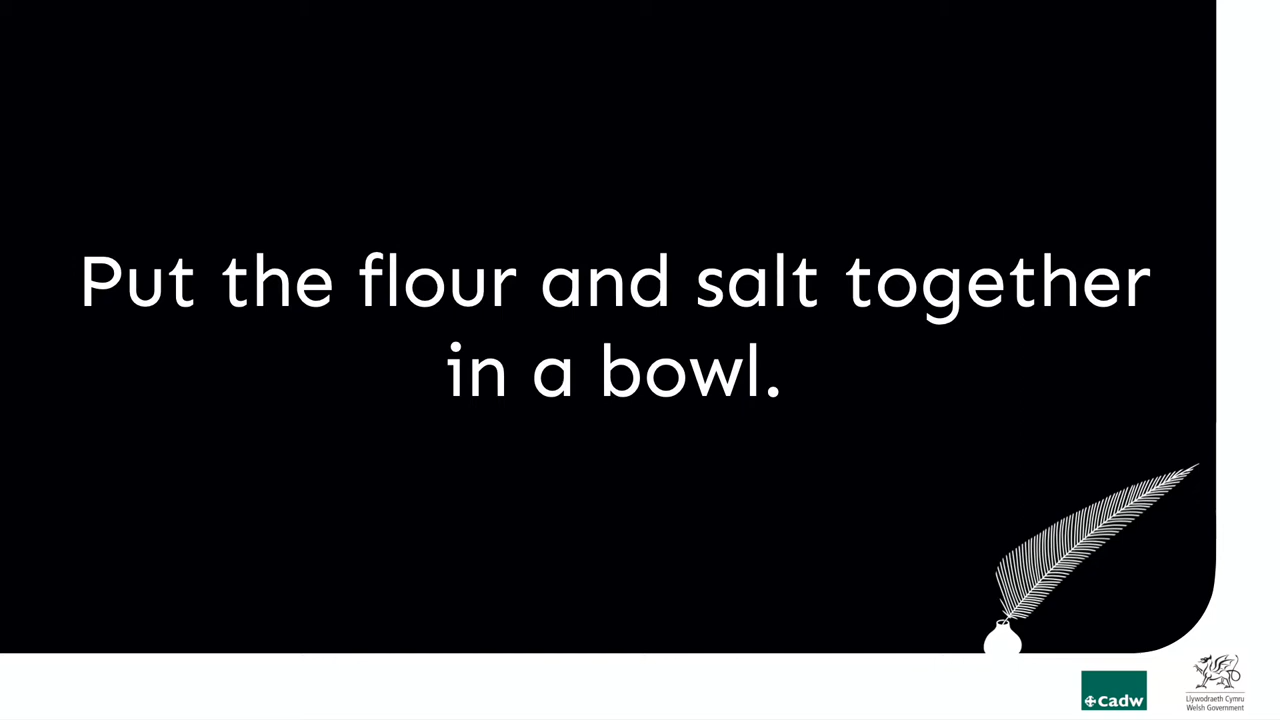 Put the flour and salt together
in a bowl.
Cadw
Llywodraeth Cymru
Welsh Government